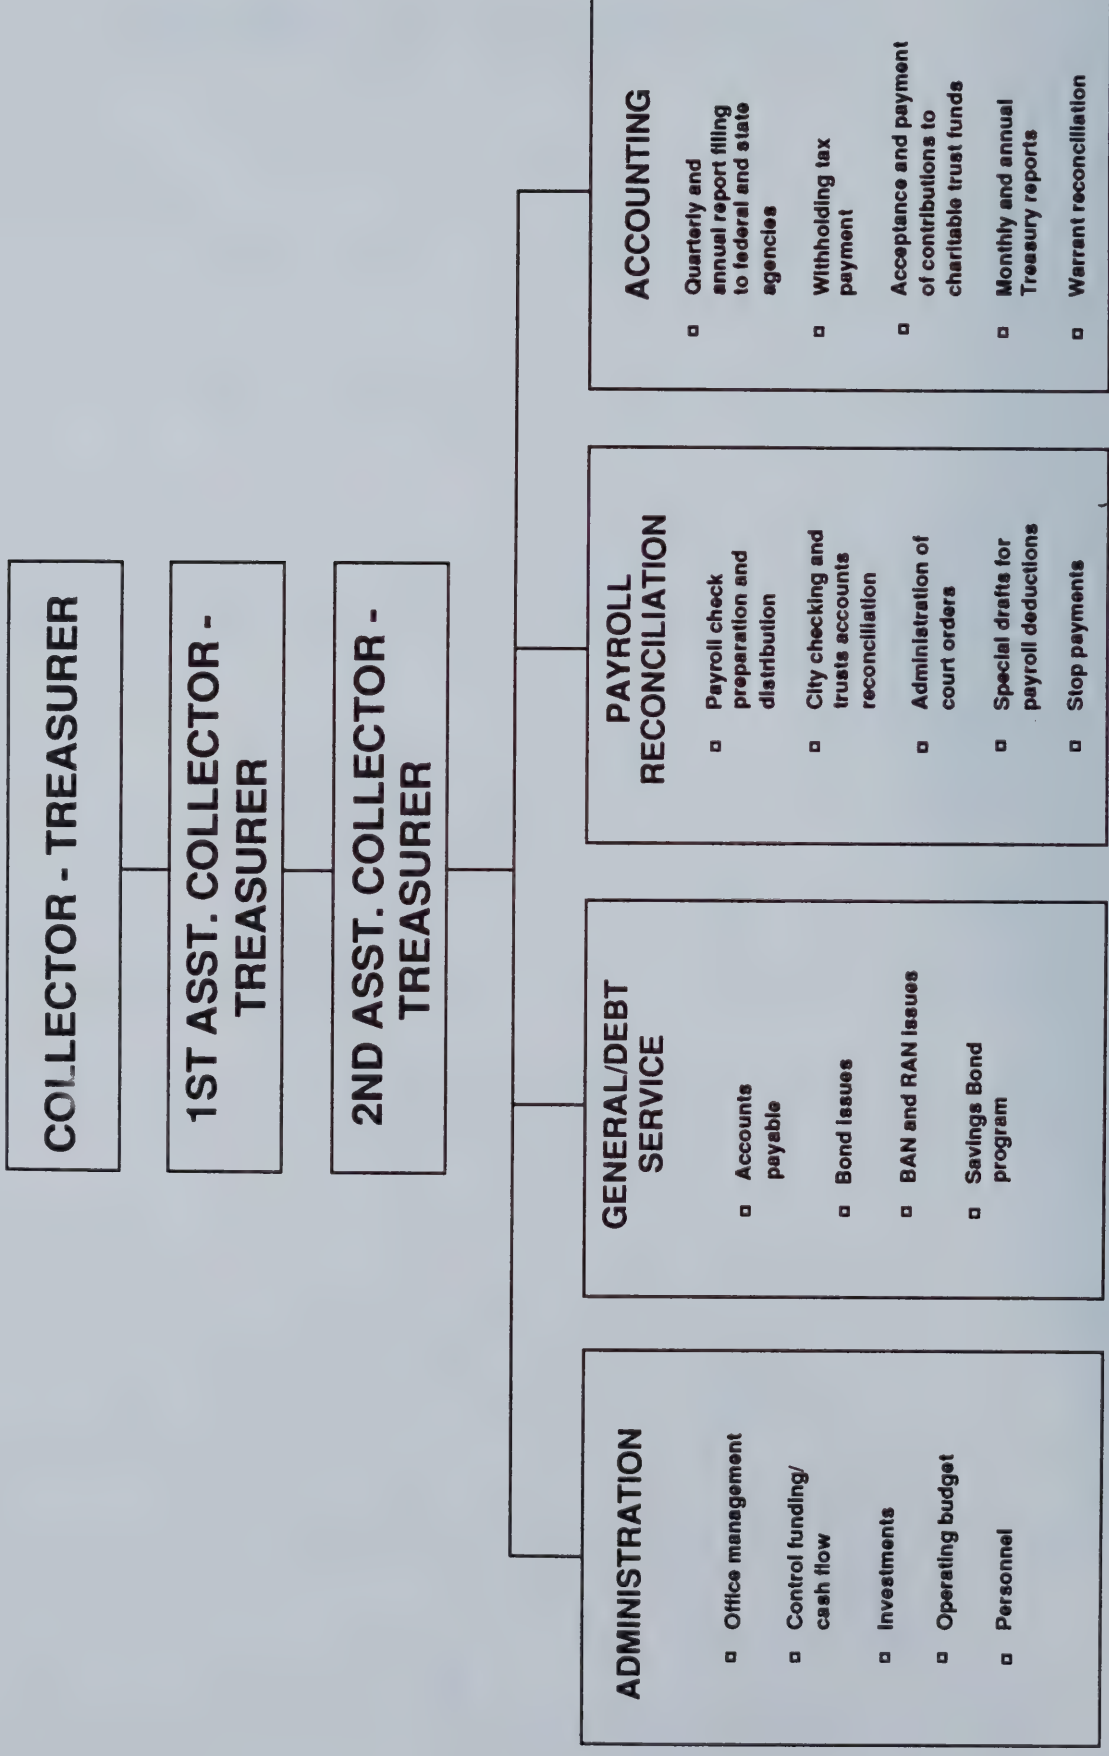 COLLECTOR - TREASURER
1ST ASST. COLLECTOR -
TREASURER
2ND ASST. COLLECTOR -
TREASURER
ADMINISTRATION
▫ Office management
▫ Control funding/
cash flow
▫ Investments
▫ Operating budget
▫ Personnel
GENERAL/DEBT
SERVICE
▫ Accounts
payable
▫ Bond issues
▫ BAN and RAN issues
▫ Savings Bond
program
PAYROLL
RECONCILIATION
▫ Payroll check
preparation and
distribution
▫ City checking and
trusts accounts
reconciliation
▫ Administration of
court orders
▫ Special drafts for
payroll deductions
▫ Stop payments
ACCOUNTING
▫ Quarterly and
annual report filing
to federal and state
agencies
▫ Withholding tax
payment
▫ Acceptance and payment
of contributions to
charitable trust funds
▫ Monthly and annual
Treasury reports
▫ Warrant reconciliation